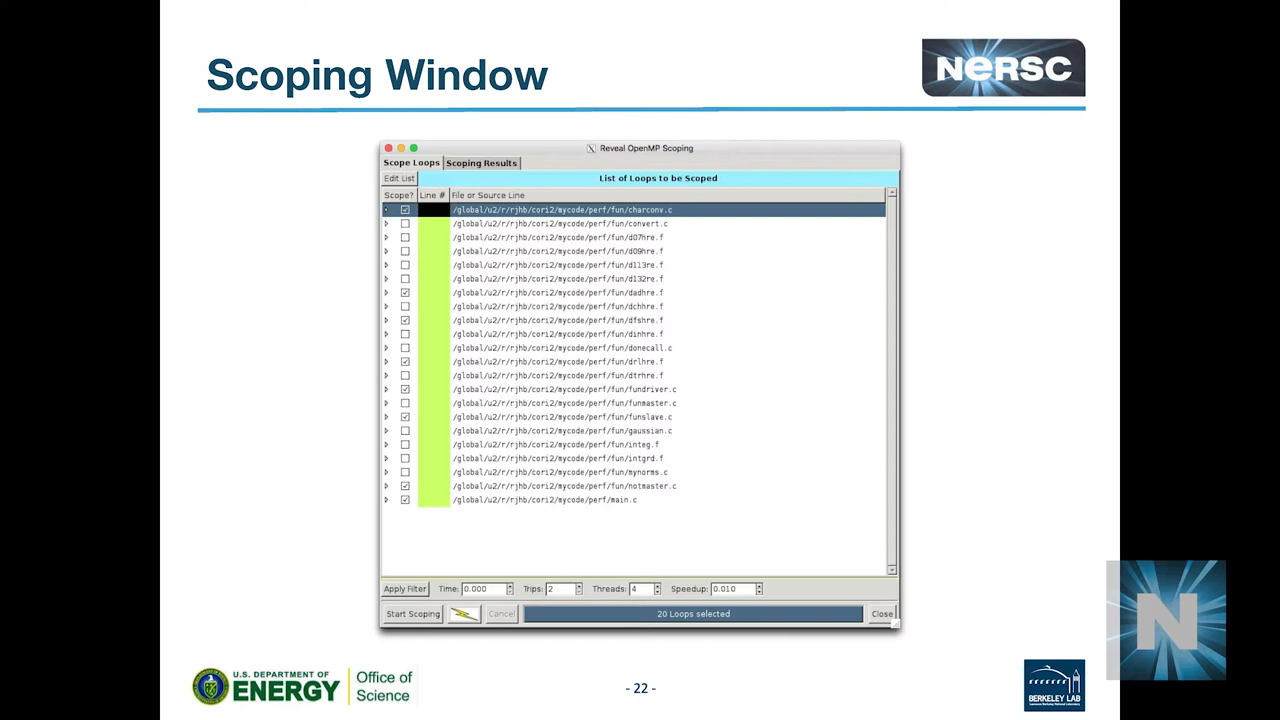 Scoping Window
NERSC
Reveal OpenMP Scoping
Scope Loops Scoping Results
Edit List List of Loops to be Scoped
Scope? Line # File or Source Line
/global/u2/r/rjhb/cori2/mycode/perf/fun/charconv.c
/global/u2/r/rjhb/cori2/mycode/perf/fun/convert.c
/global/u2/r/rjhb/cori2/mycode/perf/fun/d07hre.f
/global/u2/r/rjhb/cori2/mycode/perf/fun/d09hre.f
/global/u2/r/rjhb/cori2/mycode/perf/fun/d113re.f
/global/u2/r/rjhb/cori2/mycode/perf/fun/d132re.f
/global/u2/r/rjhb/cori2/mycode/perf/fun/dadhre.f
/global/u2/r/rjhb/cori2/mycode/perf/fun/dchhre.f
/global/u2/r/rjhb/cori2/mycode/perf/fun/dfshre.f
/global/u2/r/rjhb/cori2/mycode/perf/fun/dinhre.f
/global/u2/r/rjhb/cori2/mycode/perf/fun/donecall.c
/global/u2/r/rjhb/cori2/mycode/perf/fun/drlhre.f
/global/u2/r/rjhb/cori2/mycode/perf/fun/dtrhre.f
/global/u2/r/rjhb/cori2/mycode/perf/fun/fundriver.c
/global/u2/r/rjhb/cori2/mycode/perf/fun/funmaster.c
/global/u2/r/rjhb/cori2/mycode/perf/fun/funslave.c
/global/u2/r/rjhb/cori2/mycode/perf/fun/gaussian.c
/global/u2/r/rjhb/cori2/mycode/perf/fun/integ.f
/global/u2/r/rjhb/cori2/mycode/perf/fun/intgrd.f
/global/u2/r/rjhb/cori2/mycode/perf/fun/mynorms.c
/global/u2/r/rjhb/cori2/mycode/perf/fun/notmaster.c
/global/u2/r/rjhb/cori2/mycode/perf/main.c
Apply Filter Time: 0.000 Trips: 2 Threads: 4 Speedup: 0.010
Start Scoping Cancel 20 Loops selected Close
N
U.S. DEPARTMENT OF
ENERGY
Office of
Science
- 22 -
BERKELEY LAB